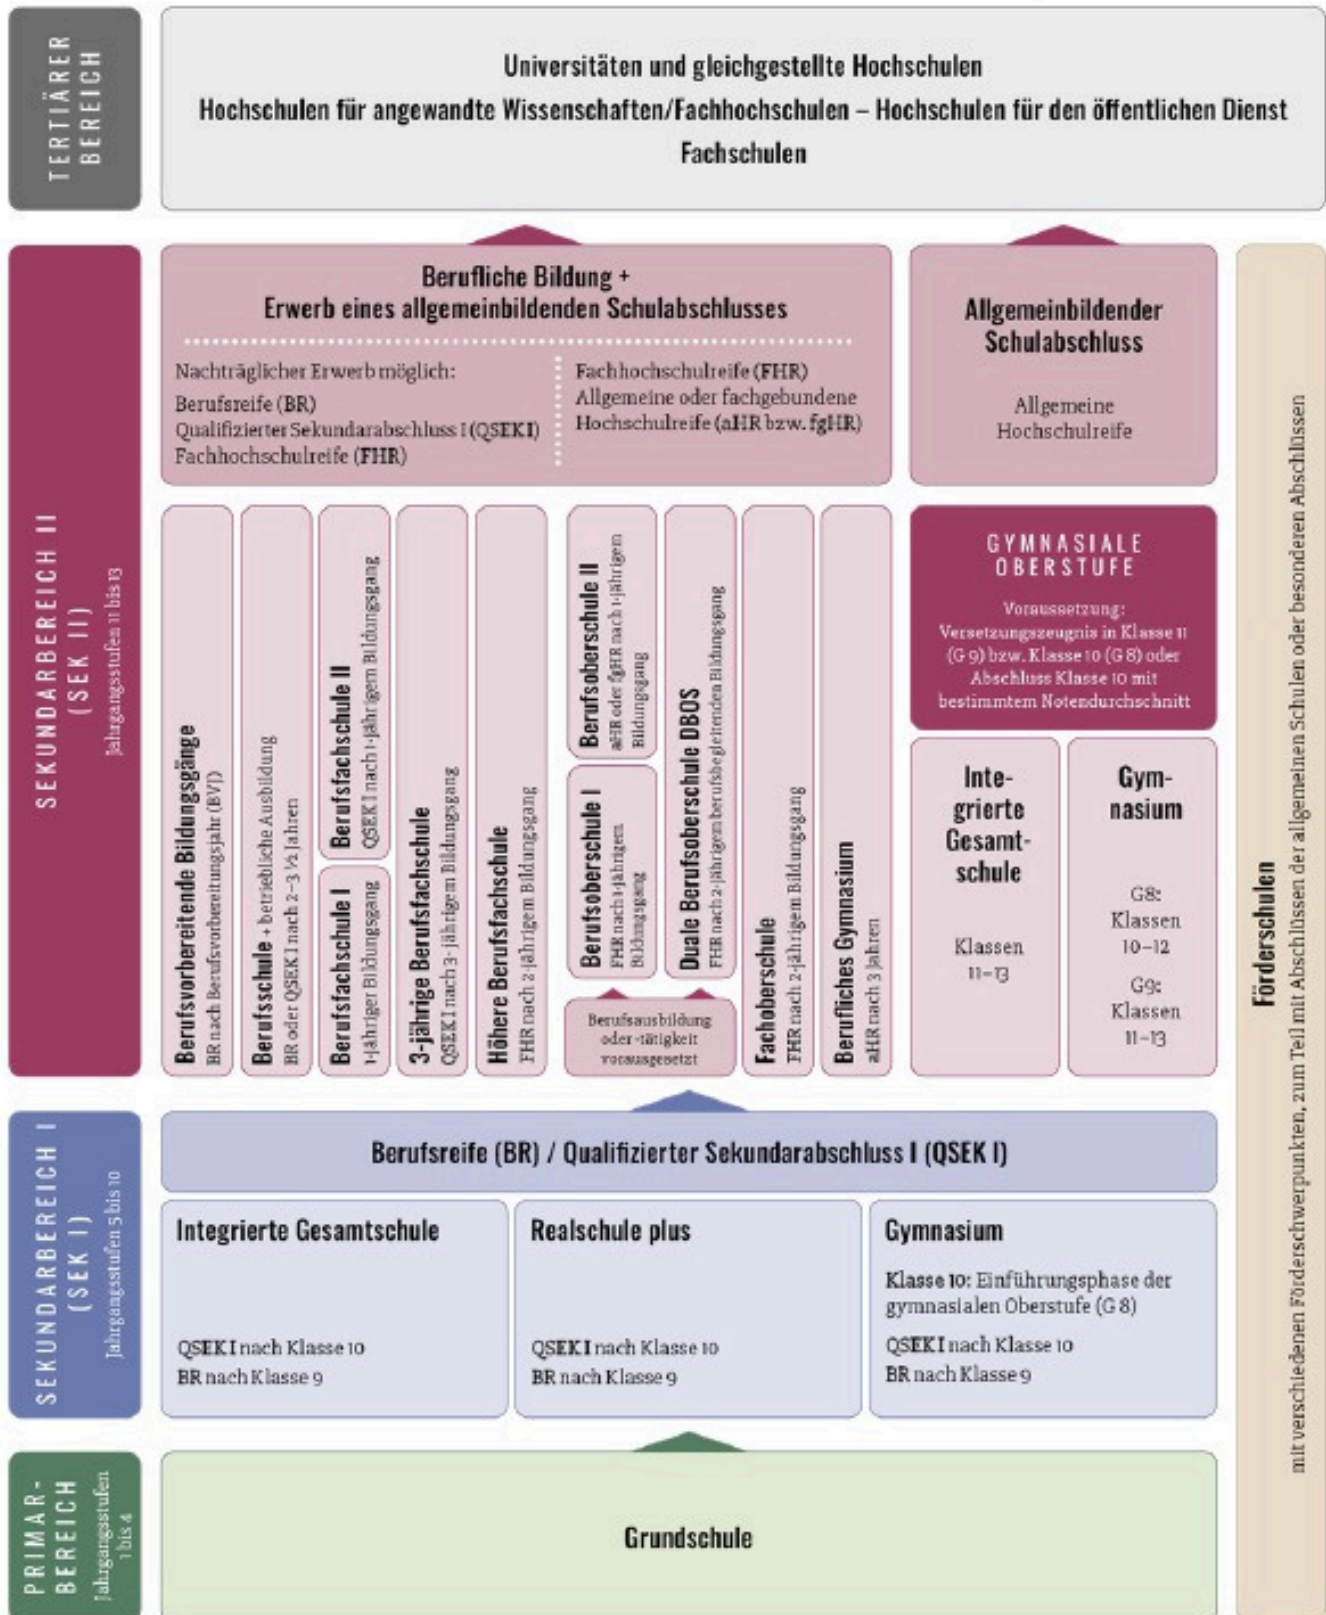 TERTIÄRER
BEREICH
Universitäten und gleichgestellte Hochschulen
Hochschulen für angewandte Wissenschaften/Fachhochschulen – Hochschulen für den öffentlichen Dienst
Fachschulen
SEKUNDARBEREICH II
(SEK II)
Jahrgangsstufen 11 bis 13
Berufliche Bildung +
Erwerb eines allgemeinbildenden Schulabschlusses
Nachträglicher Erwerb möglich:
Berufsreife (BR)
Qualifizierter Sekundarabschluss I (QSEK I)
Fachhochschulreife (FHR)
Fachhochschulreife (FHR)
Allgemeine oder fachgebundene
Hochschulreife (aHR bzw. fgHR)
Allgemeinbildender
Schulabschluss
Allgemeine
Hochschulreife
Berufsvorbereitende Bildungsgänge
BR nach Berufsvorbereitungsjahr (BVJ)
Berufsschule + betriebliche Ausbildung
BR oder QSEK I nach 2–3 ½ Jahren
Berufsfachschule II
QSEK I nach 1-jährigem Bildungsgang
Berufsfachschule I
1-jähriger Bildungsgang
3-jährige Berufsfachschule
QSEK I nach 3-jährigem Bildungsgang
Höhere Berufsfachschule
FHR nach 2-jährigem Bildungsgang
Berufsoberschule II
aHR oder fgHR nach 1-jährigem
Bildungsgang
Berufsoberschule I
FHR nach 1-jährigem
Bildungsgang
Duale Berufsoberschule DBOS
FHR nach 2-jährigem berufsbegleitenden Bildungsgang
Berufsausbildung
oder -tätigkeit
vorausgesetzt
Fachoberschule
FHR nach 2-jährigem Bildungsgang
Berufliches Gymnasium
aHR nach 3 Jahren
GYMNASIALE
OBERSTUFE
Voraussetzung:
Versetzungszeugnis in Klasse 11
(G 9) bzw. Klasse 10 (G 8) oder
Abschluss Klasse 10 mit
bestimmtem Notendurchschnitt
Inte-
grierte
Gesamt-
schule
Klassen
11–13
Gym-
nasium
G8:
Klassen
10–12
G9:
Klassen
11–13
Förderschulen
mit verschiedenen Förderschwerpunkten, zum Teil mit Abschlüssen der allgemeinen Schulen oder besonderen Abschlüssen
SEKUNDARBEREICH I
(SEK I)
Jahrgangsstufen 5 bis 10
Berufsreife (BR) / Qualifizierter Sekundarabschluss I (QSEK I)
Integrierte Gesamtschule
QSEK I nach Klasse 10
BR nach Klasse 9
Realschule plus
QSEK I nach Klasse 10
BR nach Klasse 9
Gymnasium
Klasse 10: Einführungsphase der
gymnasialen Oberstufe (G 8)
QSEK I nach Klasse 10
BR nach Klasse 9
PRIMAR-
BEREICH
Jahrgangsstufen
1 bis 4
Grundschule